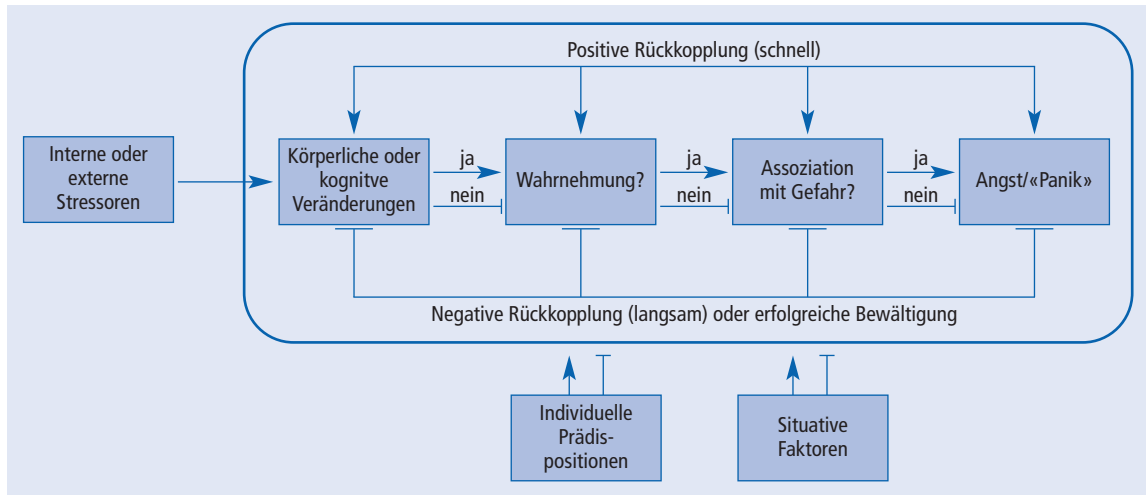 Positive Rückkopplung (schnell)
Interne oder
externe
Stressoren
Körperliche oder
kognitve
Veränderungen
ja
nein
Wahrnehmung?
ja
nein
Assoziation
mit Gefahr?
ja
nein
Angst/«Panik»
Negative Rückkopplung (langsam) oder erfolgreiche Bewältigung
Individuelle
Prädis-
positionen
Situative
Faktoren